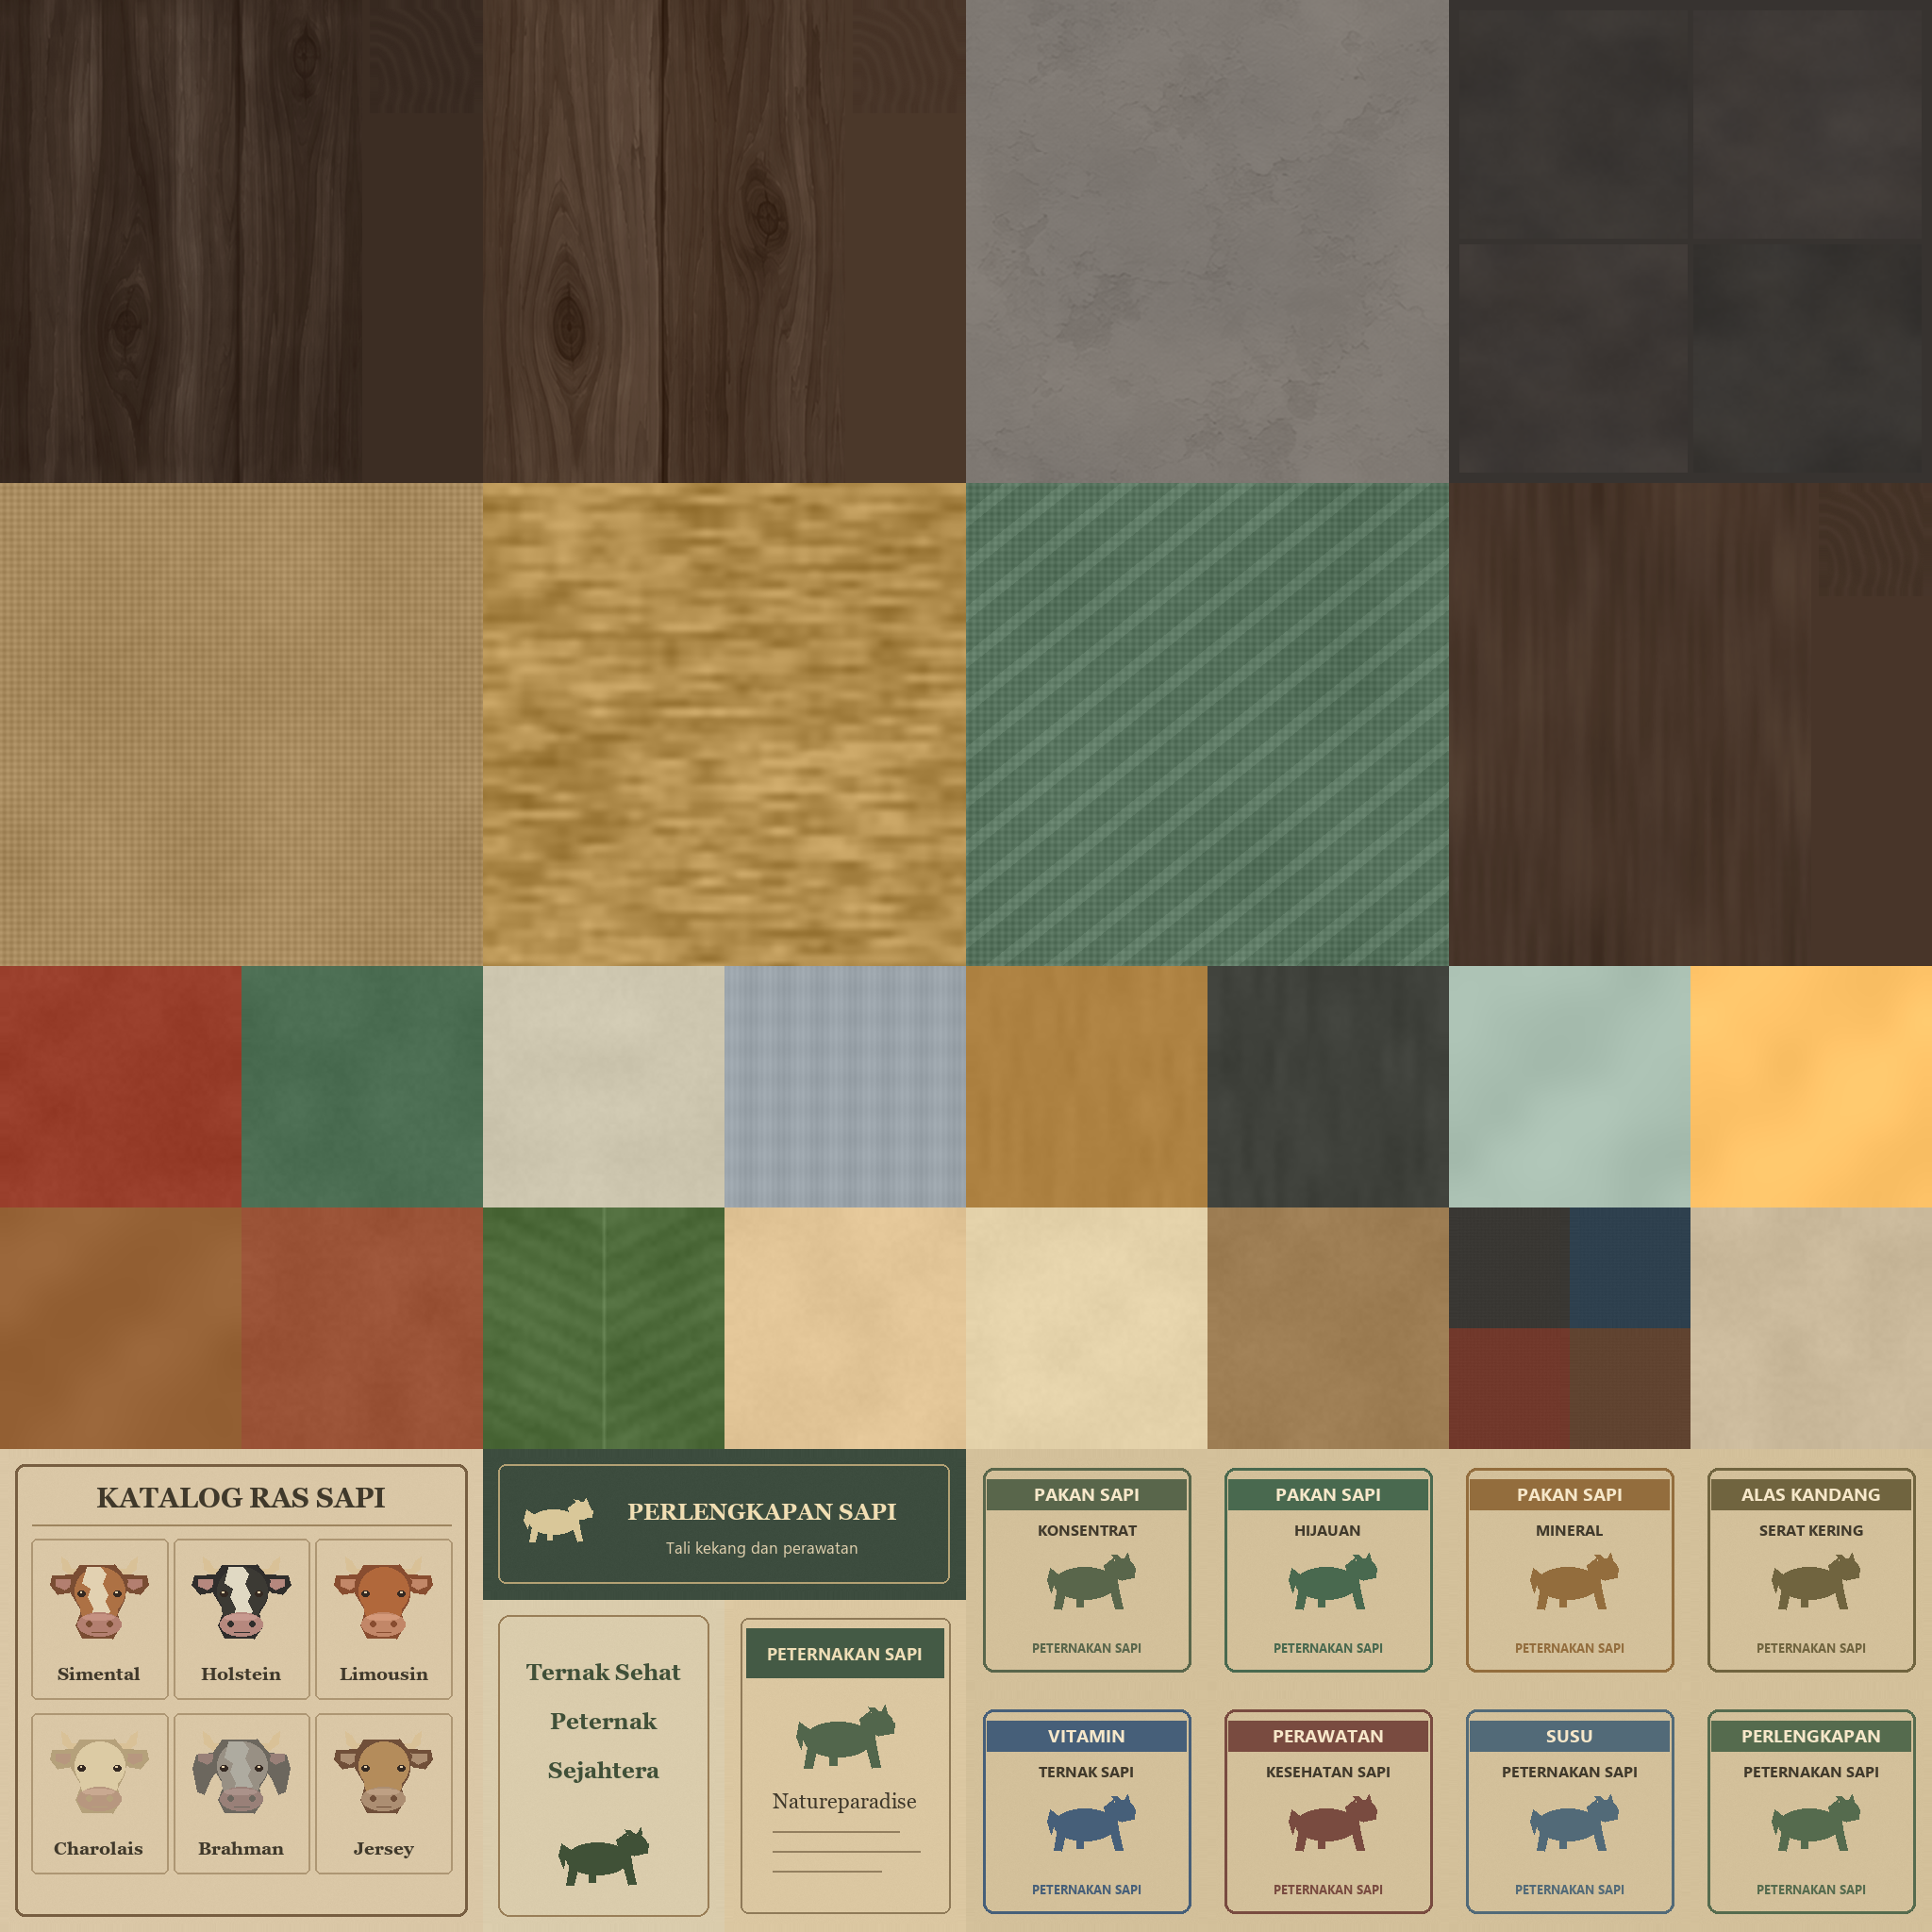 KATALOG RAS SAPI
Simental
Holstein
Limousin
Charolais
Brahman
Jersey
PERLENGKAPAN SAPI
Tali kekang dan perawatan
Ternak Sehat
Peternak
Sejahtera
PETERNAKAN SAPI
Natureparadise
PAKAN SAPI
KONSENTRAT
PETERNAKAN SAPI
PAKAN SAPI
HIJAUAN
PETERNAKAN SAPI
PAKAN SAPI
MINERAL
PETERNAKAN SAPI
ALAS KANDANG
SERAT KERING
PETERNAKAN SAPI
VITAMIN
TERNAK SAPI
PETERNAKAN SAPI
PERAWATAN
KESEHATAN SAPI
PETERNAKAN SAPI
SUSU
PETERNAKAN SAPI
PETERNAKAN SAPI
PERLENGKAPAN
PETERNAKAN SAPI
PETERNAKAN SAPI